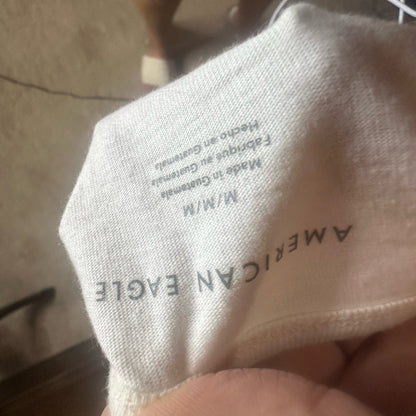 AMERICAN EAGLE
M/M/M
Made in Guatemala
Fabriqué au Guatemala
Hecho en Guatemala